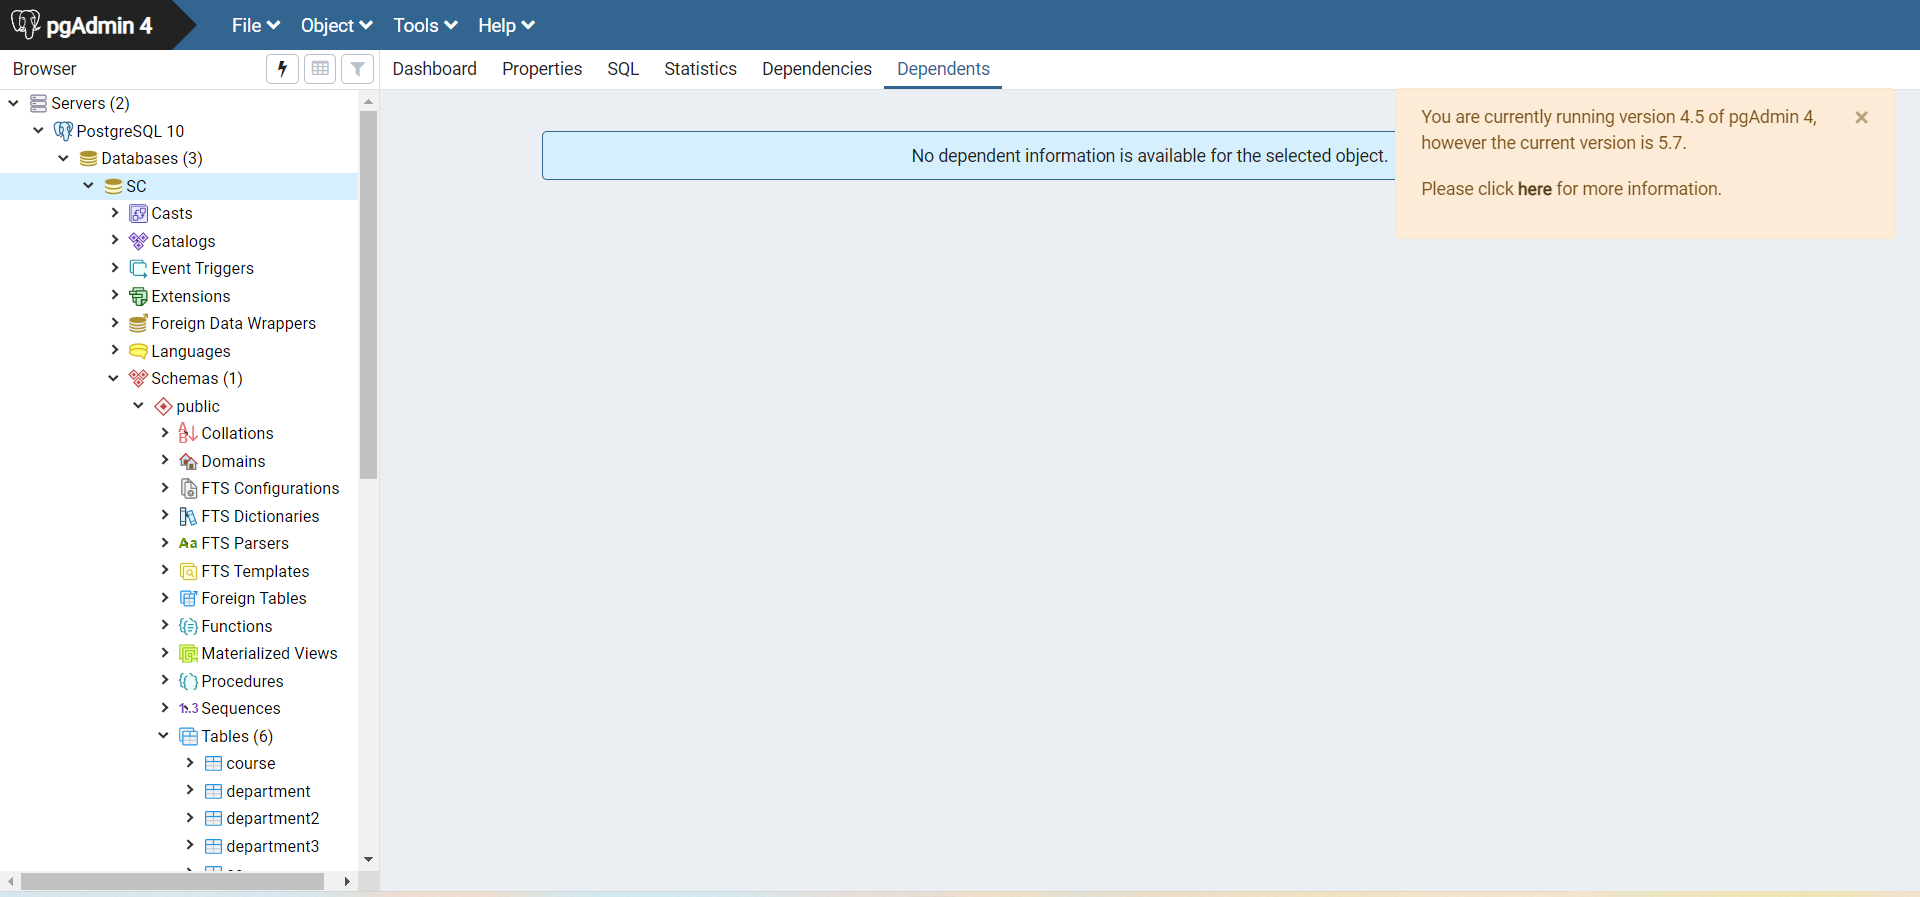 pgAdmin 4
File Object Tools Help
Browser
Dashboard Properties SQL Statistics Dependencies Dependents
Servers (2)
PostgreSQL 10
Databases (3)
SC
Casts
Catalogs
Event Triggers
Extensions
Foreign Data Wrappers
Languages
Schemas (1)
public
Collations
Domains
FTS Configurations
FTS Dictionaries
Aa FTS Parsers
FTS Templates
Foreign Tables
Functions
Materialized Views
Procedures
1..3 Sequences
Tables (6)
course
department
department2
department3
No dependent information is available for the selected object.
You are currently running version 4.5 of pgAdmin 4,
however the current version is 5.7.
Please click here for more information.